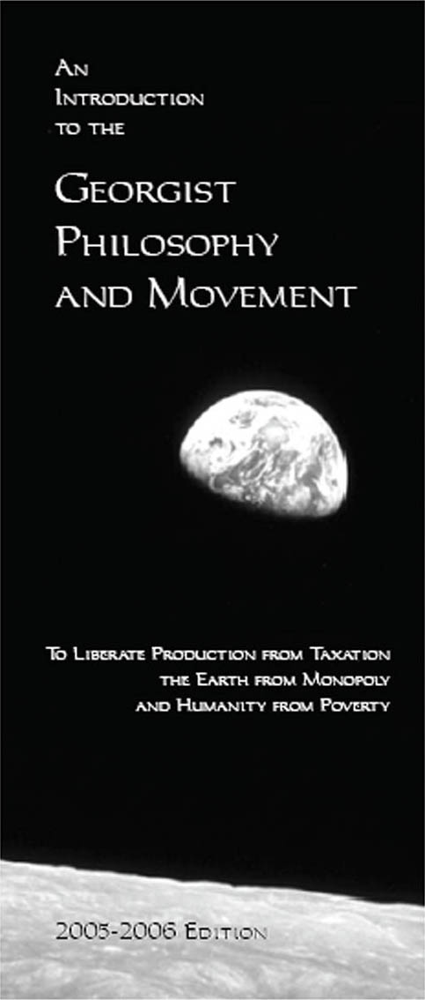 An
Introduction
to the
Georgist
Philosophy
and Movement
To Liberate Production from Taxation
the Earth from Monopoly
and Humanity from Poverty
2005-2006 Edition